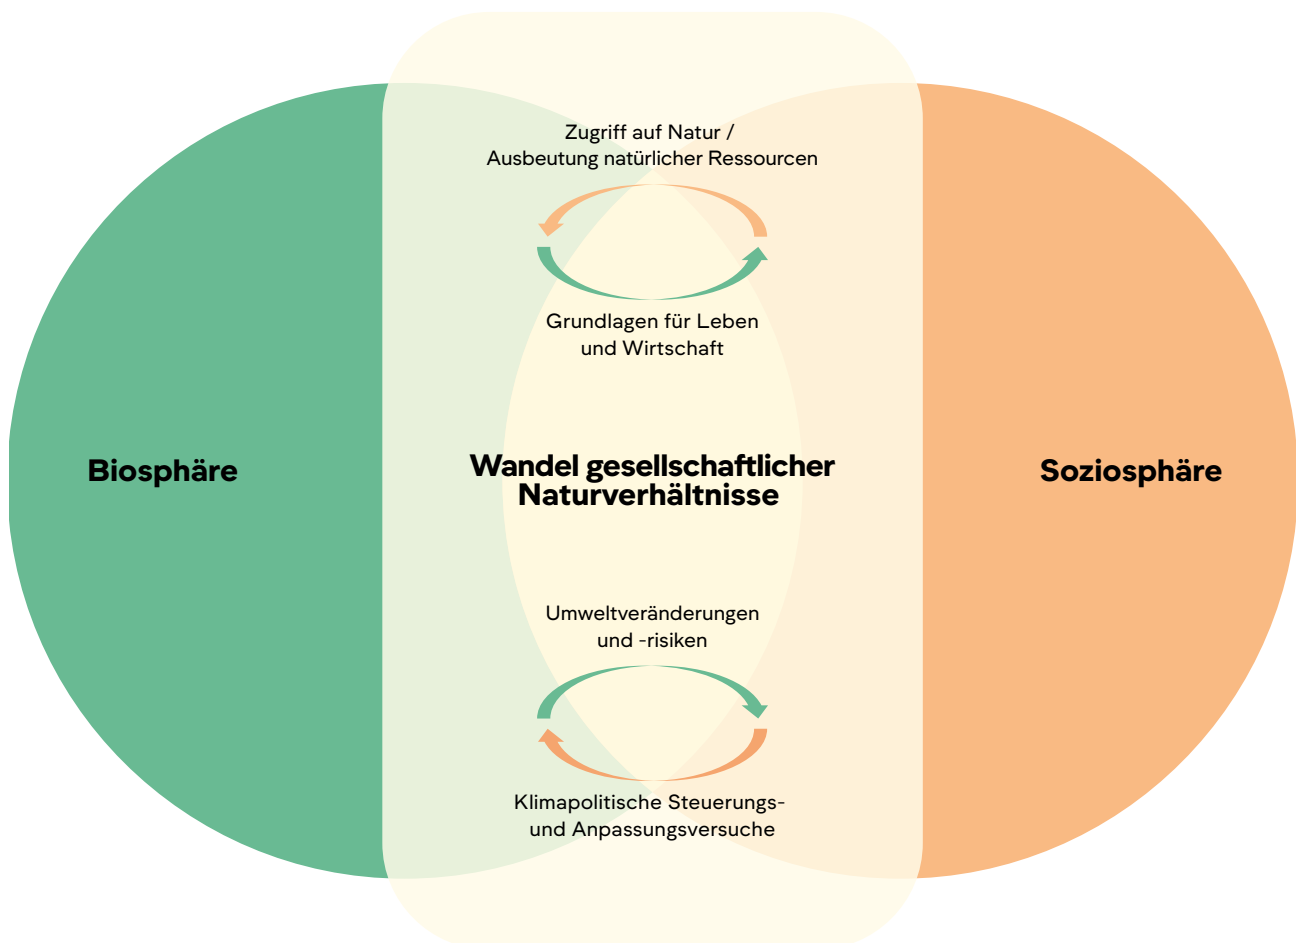 Zugriff auf Natur /
Ausbeutung natürlicher Ressourcen
Grundlagen für Leben
und Wirtschaft
Biosphäre
Wandel gesellschaftlicher
Naturverhältnisse
Soziosphäre
Umweltveränderungen
und -risiken
Klimapolitische Steuerungs-
und Anpassungsversuche